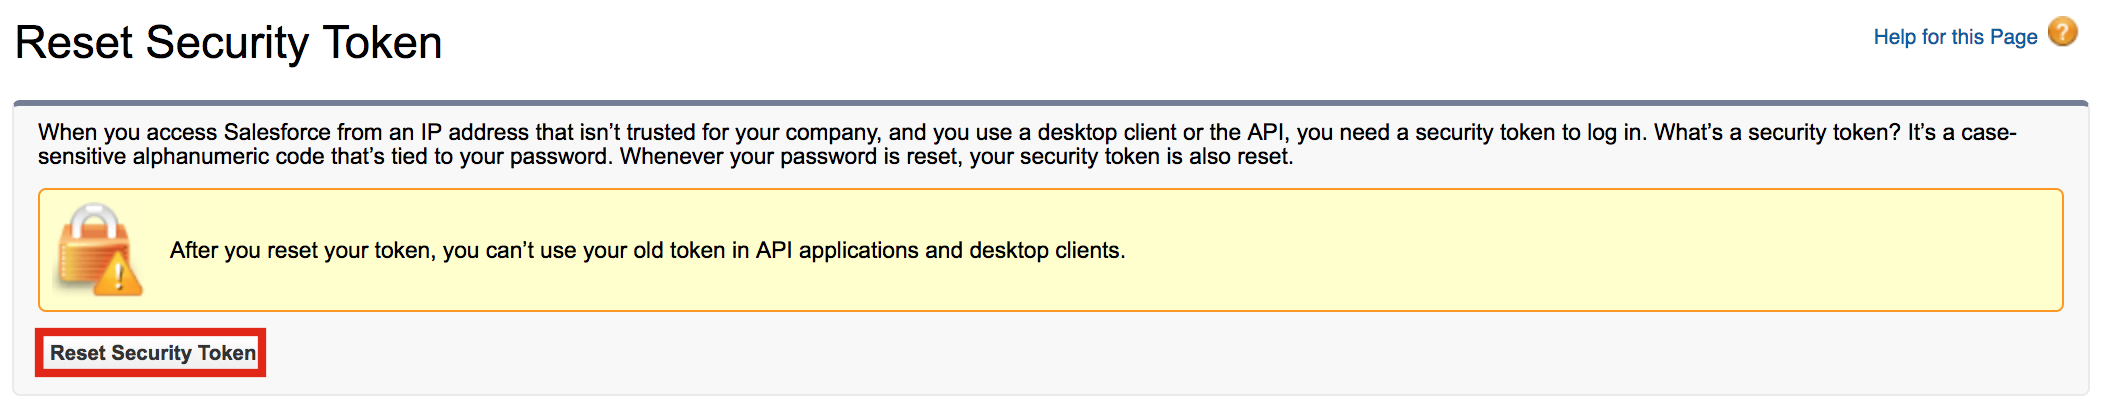 Reset Security Token
Help for this Page ?
When you access Salesforce from an IP address that isn’t trusted for your company, and you use a desktop client or the API, you need a security token to log in. What’s a security token? It’s a case-
sensitive alphanumeric code that’s tied to your password. Whenever your password is reset, your security token is also reset.
After you reset your token, you can’t use your old token in API applications and desktop clients.
Reset Security Token